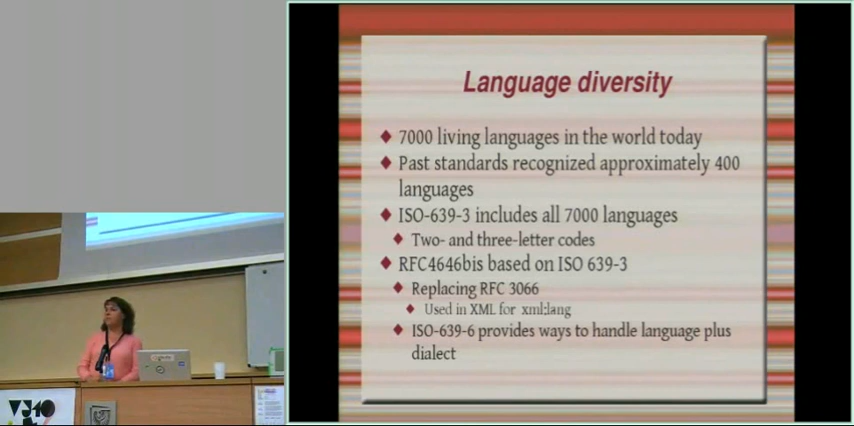 Language diversity
7000 living languages in the world today
Past standards recognized approximately 400
languages
ISO-639-3 includes all 7000 languages
Two- and three-letter codes
RFC4646bis based on ISO 639-3
Replacing RFC 3066
Used in XML for xml:lang
ISO-639-6 provides ways to handle language plus
dialect
VJ10